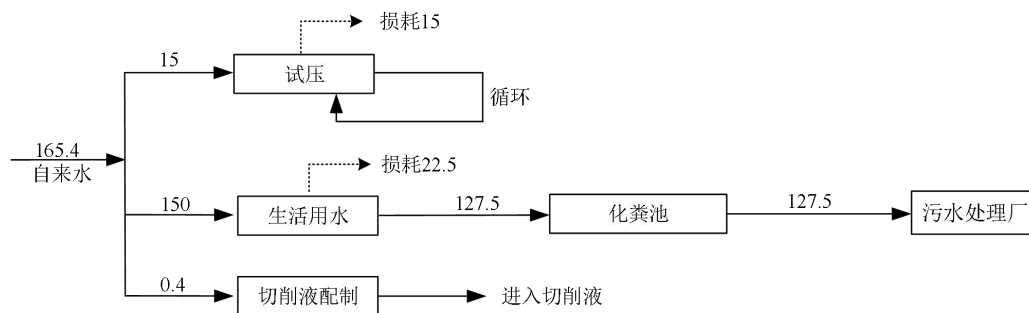 损耗15
15
试压
循环
165.4
自来水
损耗22.5
150
生活用水
127.5
化粪池
127.5
污水处理厂
0.4
切削液配制
进入切削液